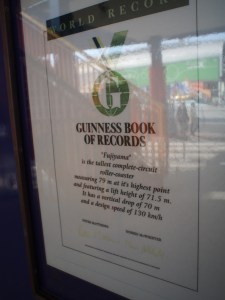 WORLD RECORD
G
GUINNESS BOOK
OF RECORDS
"Fujiyama"
is the tallest complete-circuit
roller-coaster
measuring 79 m at it's highest point
and featuring a lift height of 71.5 m.
It has a vertical drop of 70 m
and a design speed of 130 km/h